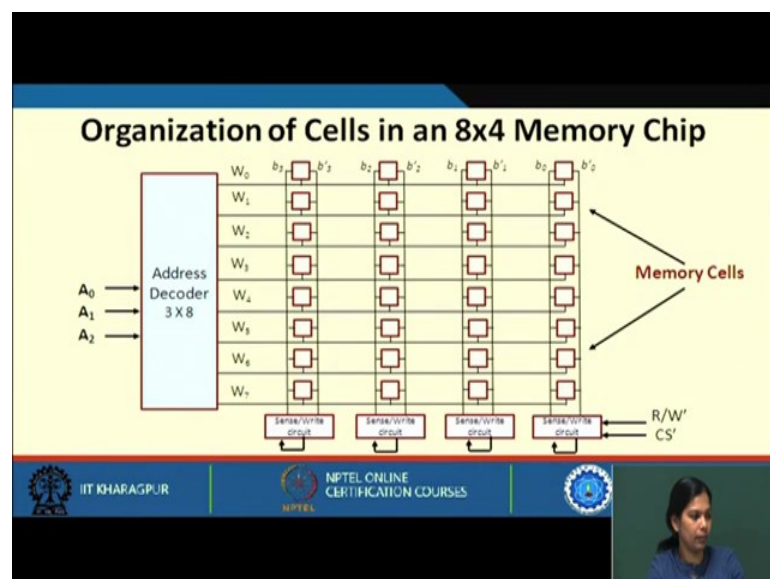 Organization of Cells in an 8x4 Memory Chip
b₃ b'₃ b₂ b'₂ b₁ b'₁ b₀ b'₀
W₀
W₁
W₂
W₃
W₄
W₅
W₆
W₇
Address
Decoder
3 X 8
A₀
A₁
A₂
Memory Cells
Sense/Write
circuit
Sense/Write
circuit
Sense/Write
circuit
Sense/Write
circuit
R/W'
CS'
IIT KHARAGPUR
NPTEL
NPTEL ONLINE
CERTIFICATION COURSES